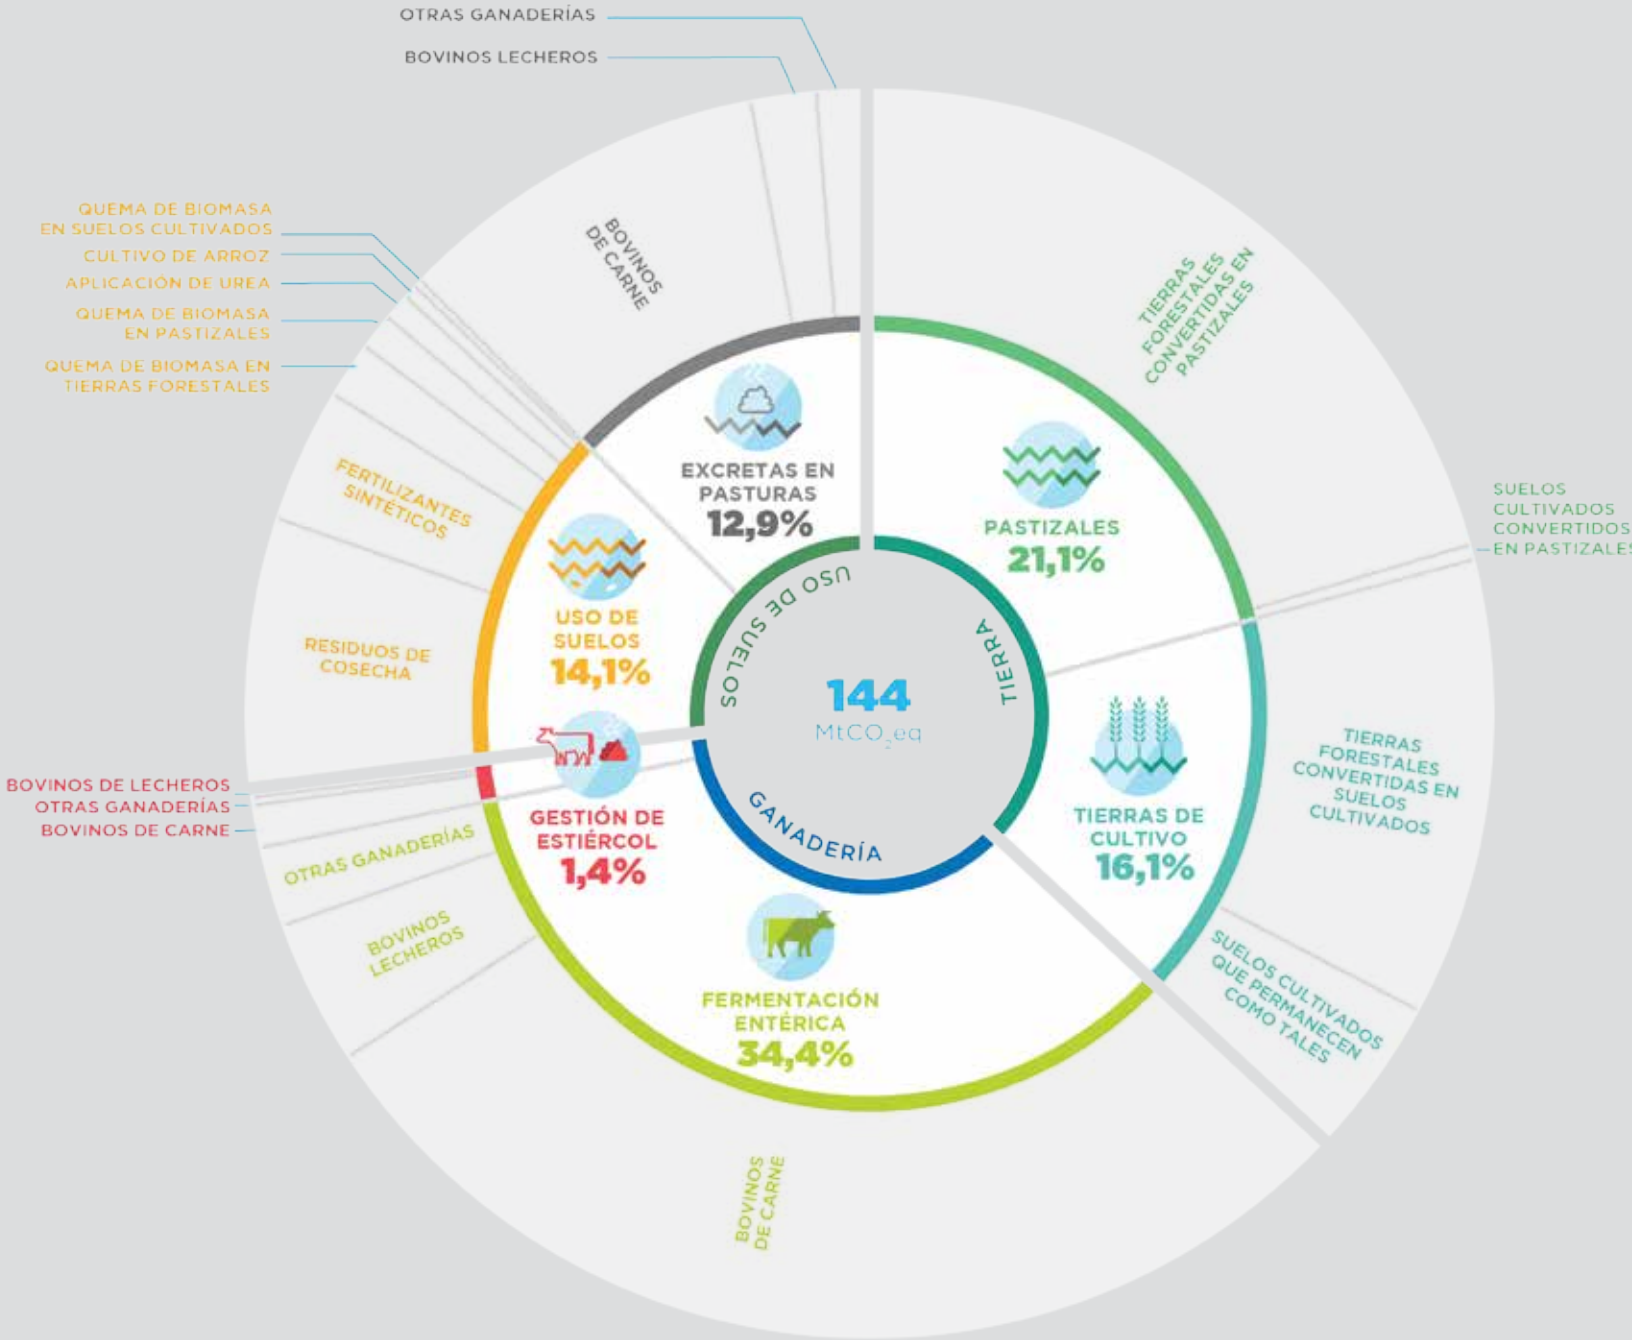 OTRAS GANADERÍAS
BOVINOS LECHEROS
QUEMA DE BIOMASA
EN SUELOS CULTIVADOS
CULTIVO DE ARROZ
APLICACIÓN DE UREA
QUEMA DE BIOMASA
EN PASTIZALES
QUEMA DE BIOMASA EN
TIERRAS FORESTALES
BOVINOS
DE CARNE
TIERRAS
FORESTALES
CONVERTIDAS EN
PASTIZALES
SUELOS
CULTIVADOS
CONVERTIDOS
EN PASTIZALES
FERTILIZANTES
SINTÉTICOS
RESIDUOS DE
COSECHA
EXCRETAS EN
PASTURAS
12,9%
PASTIZALES
21,1%
USO DE
SUELOS
14,1%
USO DE SUELOS
TIERRA
GANADERÍA
144
MtCO₂eq
TIERRAS DE
CULTIVO
16,1%
TIERRAS
FORESTALES
CONVERTIDAS EN
SUELOS
CULTIVADOS
SUELOS CULTIVADOS
QUE PERMANECEN
COMO TALES
BOVINOS DE LECHEROS
OTRAS GANADERÍAS
BOVINOS DE CARNE
GESTIÓN DE
ESTIÉRCOL
1,4%
OTRAS GANADERÍAS
BOVINOS
LECHEROS
FERMENTACIÓN
ENTÉRICA
34,4%
BOVINOS
DE CARNE